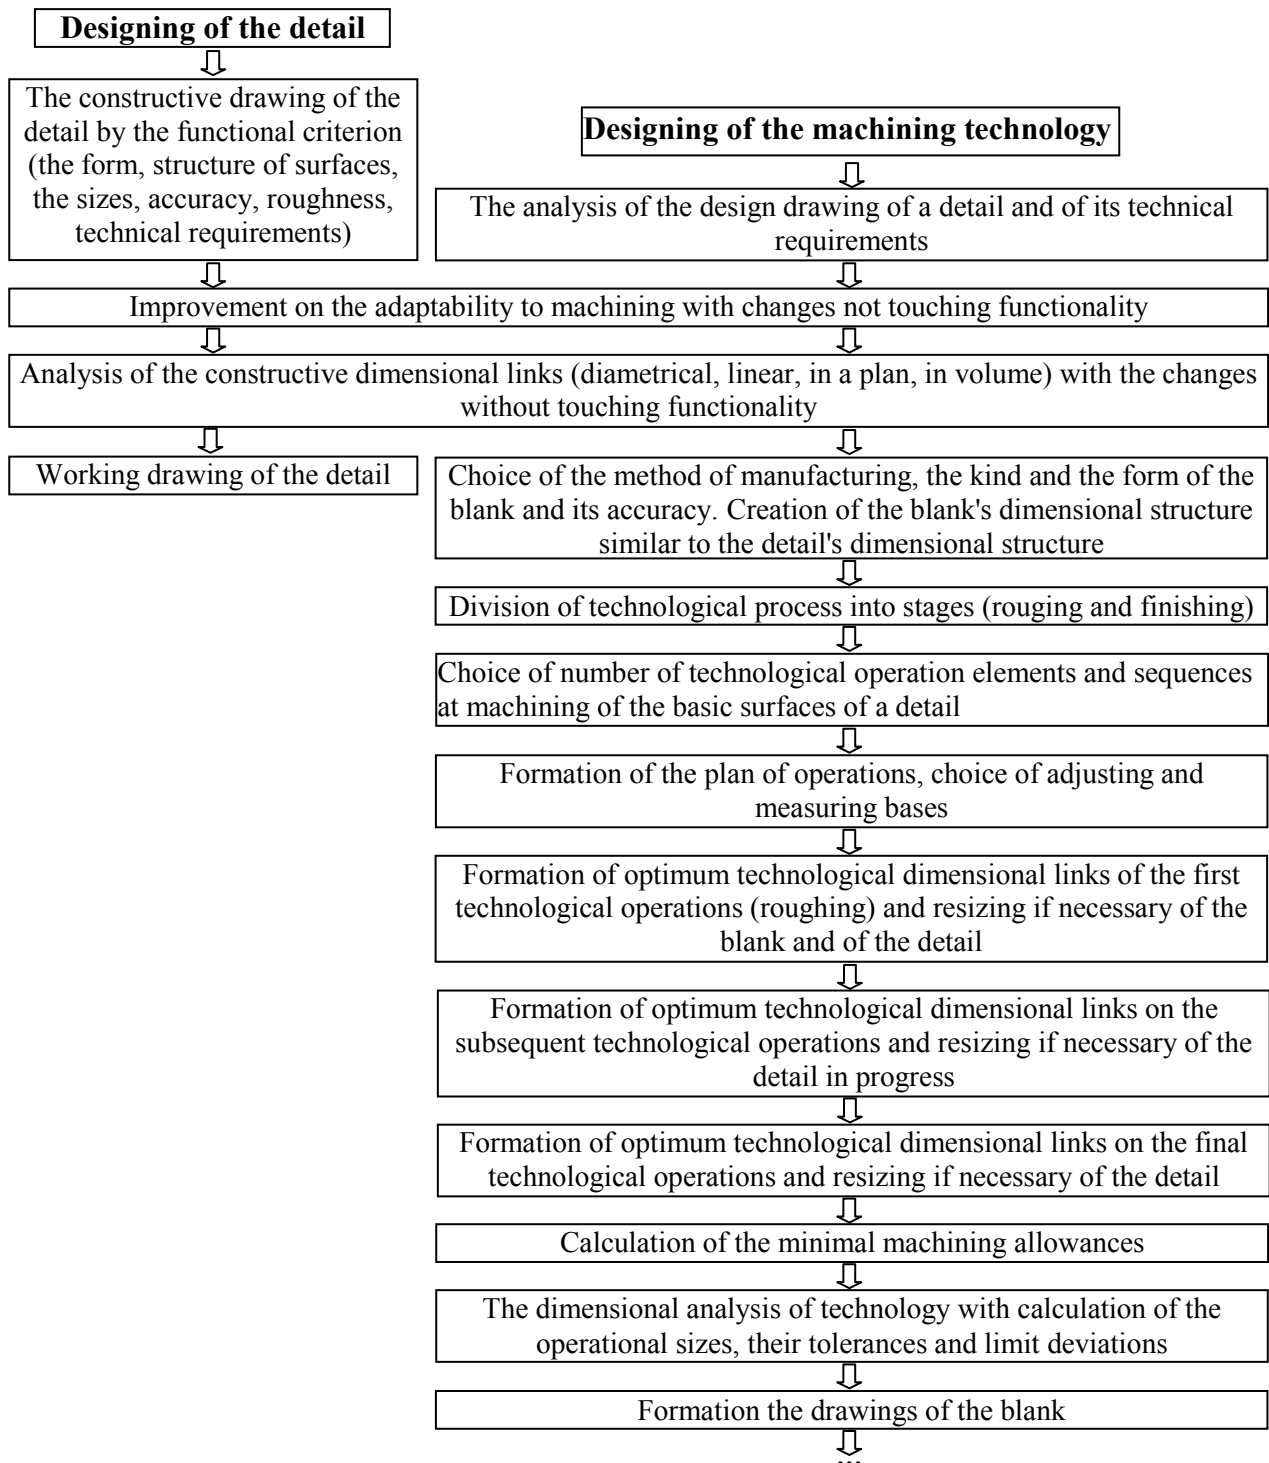 Designing of the detail
The constructive drawing of the
detail by the functional criterion
(the form, structure of surfaces,
the sizes, accuracy, roughness,
technical requirements)
Designing of the machining technology
The analysis of the design drawing of a detail and of its technical
requirements
Improvement on the adaptability to machining with changes not touching functionality
Analysis of the constructive dimensional links (diametrical, linear, in a plan, in volume) with the changes
without touching functionality
Working drawing of the detail
Choice of the method of manufacturing, the kind and the form of the
blank and its accuracy. Creation of the blank's dimensional structure
similar to the detail's dimensional structure
Division of technological process into stages (rouging and finishing)
Choice of number of technological operation elements and sequences
at machining of the basic surfaces of a detail
Formation of the plan of operations, choice of adjusting and
measuring bases
Formation of optimum technological dimensional links of the first
technological operations (roughing) and resizing if necessary of the
blank and of the detail
Formation of optimum technological dimensional links on the
subsequent technological operations and resizing if necessary of the
detail in progress
Formation of optimum technological dimensional links on the final
technological operations and resizing if necessary of the detail
Calculation of the minimal machining allowances
The dimensional analysis of technology with calculation of the
operational sizes, their tolerances and limit deviations
Formation the drawings of the blank
...